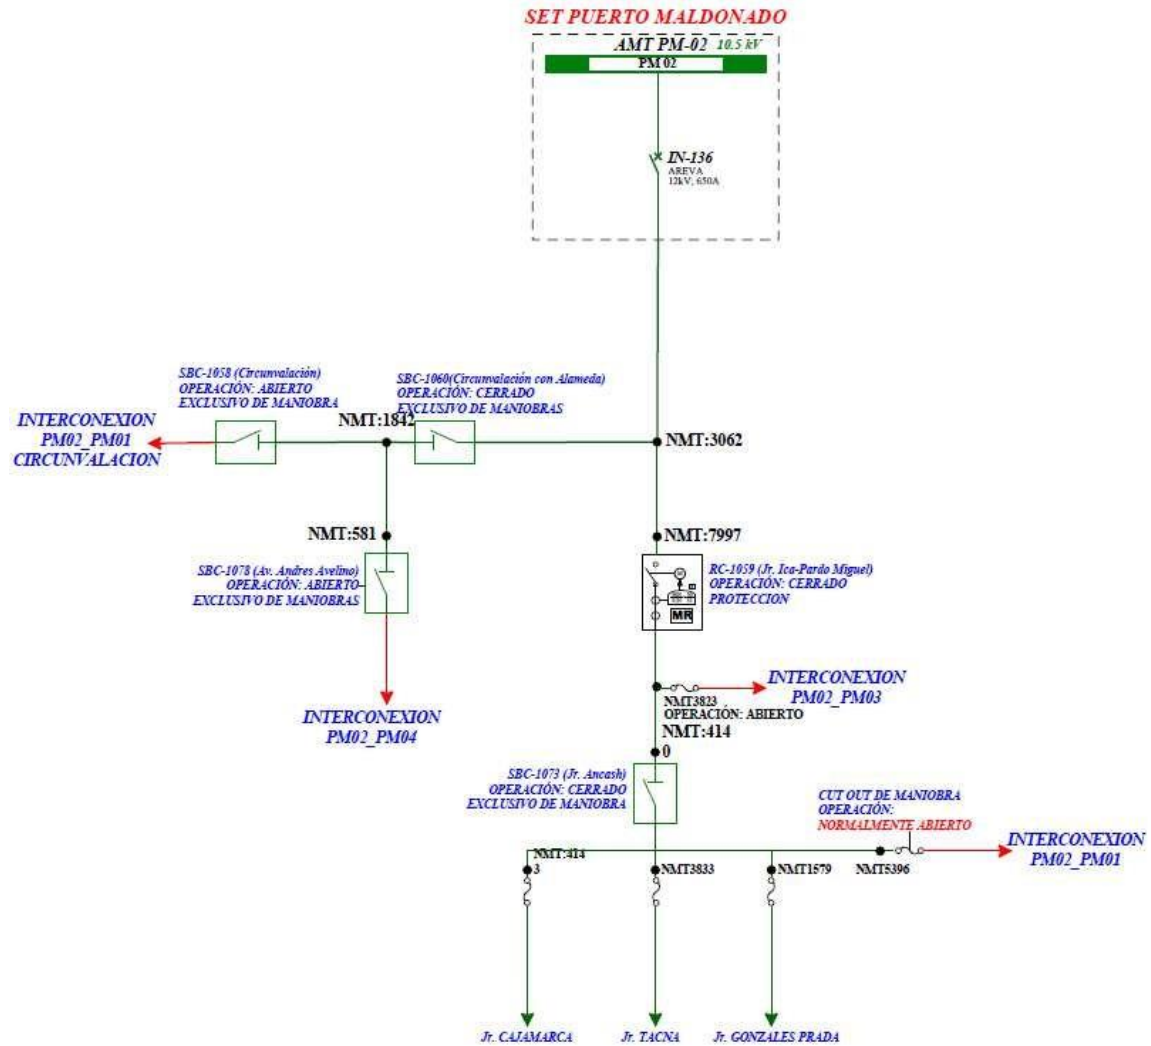 SET PUERTO MALDONADO
AMT PM-02 10.5 kV
PM 02
IN-136
AREVA
12kV, 650A
SBC-1058 (Circunvalación)
OPERACIÓN: ABIERTO
EXCLUSIVO DE MANIOBRA
SBC-1060(Circunvalación con Alameda)
OPERACIÓN: CERRADO
EXCLUSIVO DE MANIOBRAS
INTERCONEXION
PM02_PM01
CIRCUNVALACION
NMT:1842
NMT:3062
NMT:581
NMT:7997
SBC-1078 (Av. Andres Avelino)
OPERACIÓN: ABIERTO
EXCLUSIVO DE MANIOBRAS
RC-1059 (Jr. Ica-Pardo Miguel)
OPERACIÓN: CERRADO
PROTECCION
MR
INTERCONEXION
PM02_PM03
NMT3823
OPERACIÓN: ABIERTO
INTERCONEXION
PM02_PM04
NMT:414
0
SBC-1073 (Jr. Ancash)
OPERACIÓN: CERRADO
EXCLUSIVO DE MANIOBRA
CUT OUT DE MANIOBRA
OPERACIÓN:
NORMALMENTE ABIERTO
INTERCONEXION
PM02_PM01
NMT:414
3
NMT3833
NMT1579
NMT5396
Jr. CAJAMARCA
Jr. TACNA
Jr. GONZALES PRADA